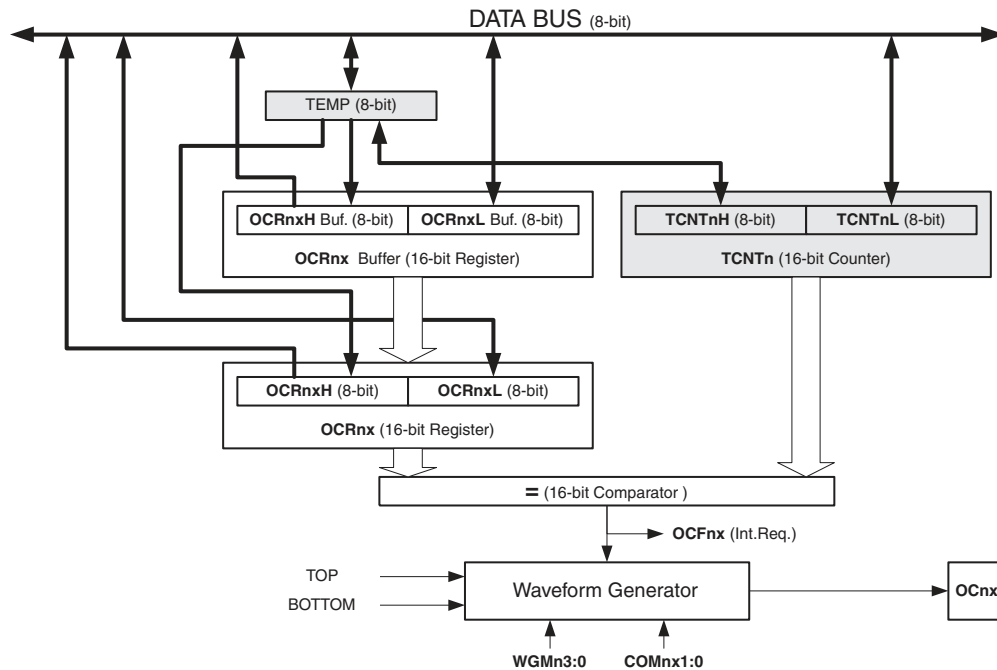 DATA BUS (8-bit)
TEMP (8-bit)
OCRnxH Buf. (8-bit) OCRnxL Buf. (8-bit)
OCRnx Buffer (16-bit Register)
TCNTnH (8-bit) TCNTnL (8-bit)
TCNTn (16-bit Counter)
OCRnxH (8-bit) OCRnxL (8-bit)
OCRnx (16-bit Register)
= (16-bit Comparator )
OCFnx (Int.Req.)
TOP
BOTTOM
Waveform Generator
OCnx
WGMn3:0 COMnx1:0